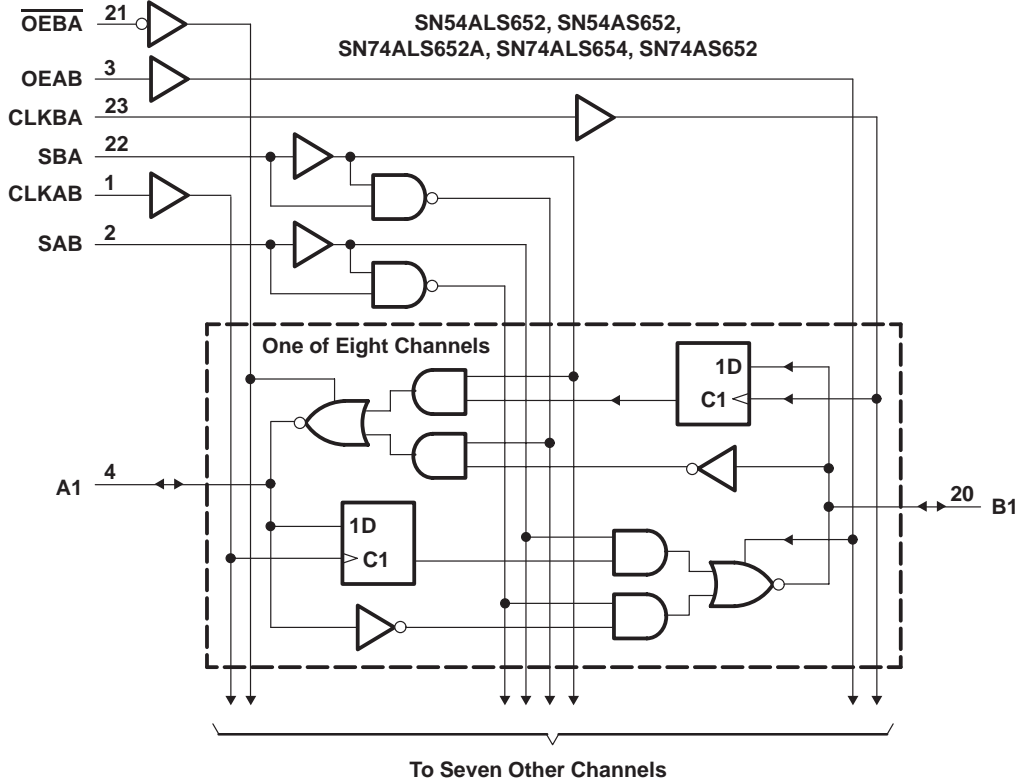 SN54ALS652, SN54AS652,
SN74ALS652A, SN74ALS654, SN74AS652
OEBA 21
OEAB 3
CLKBA 23
SBA 22
CLKAB 1
SAB 2
One of Eight Channels
1D
C1
A1 4
20 B1
1D
C1
To Seven Other Channels